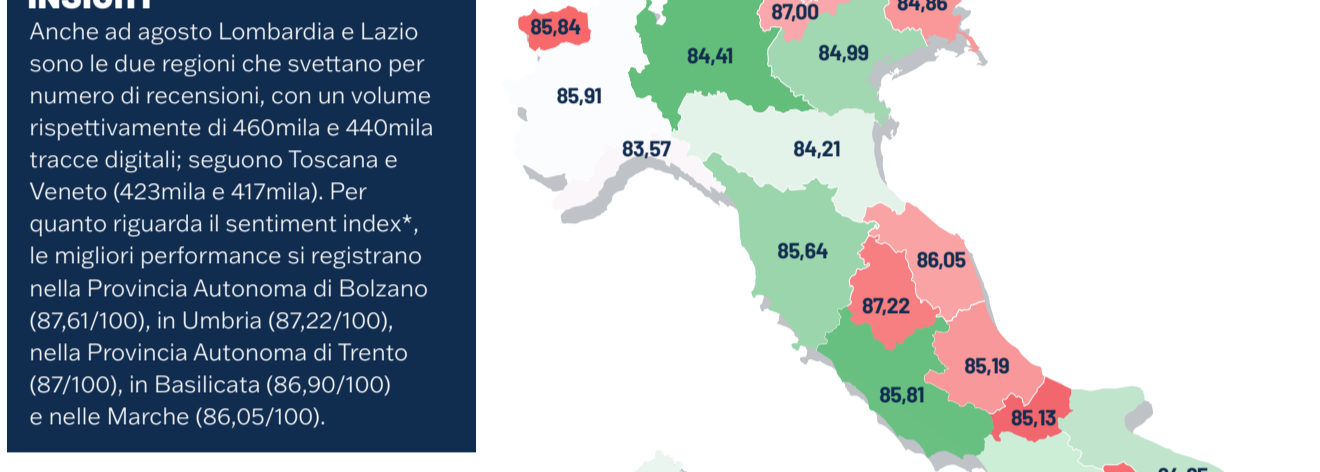 INSIGHT
Anche ad agosto Lombardia e Lazio
sono le due regioni che svettano per
numero di recensioni, con un volume
rispettivamente di 460mila e 440mila
tracce digitali; seguono Toscana e
Veneto (423mila e 417mila). Per
quanto riguarda il sentiment index*,
le migliori performance si registrano
nella Provincia Autonoma di Bolzano
(87,61/100), in Umbria (87,22/100),
nella Provincia Autonoma di Trento
(87/100), in Basilicata (86,90/100)
e nelle Marche (86,05/100).
87,00
84,86
85,84
84,41
84,99
85,91
83,57
84,21
85,64
86,05
87,22
85,19
85,81
85,13